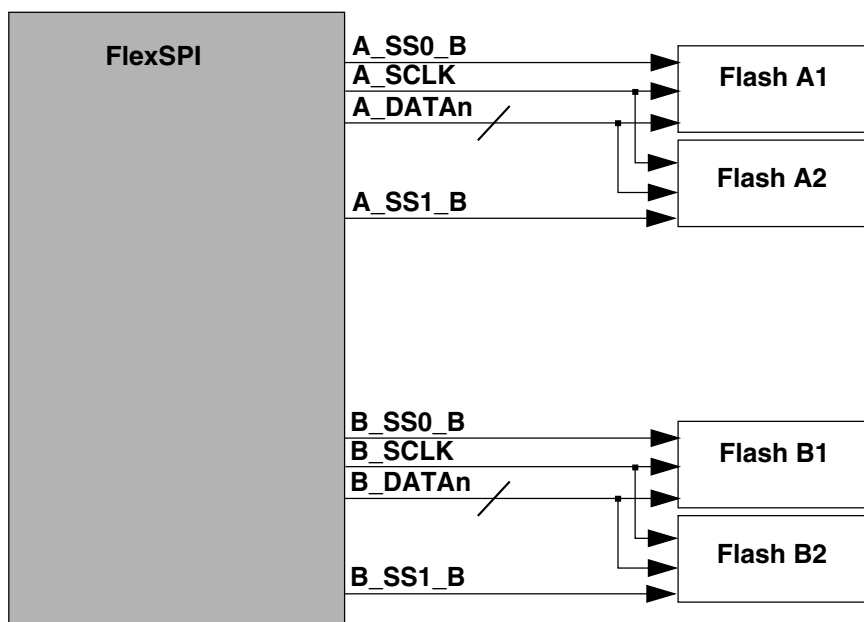 FlexSPI
A_SS0_B
A_SCLK
A_DATAn
A_SS1_B
Flash A1
Flash A2
B_SS0_B
B_SCLK
B_DATAn
B_SS1_B
Flash B1
Flash B2